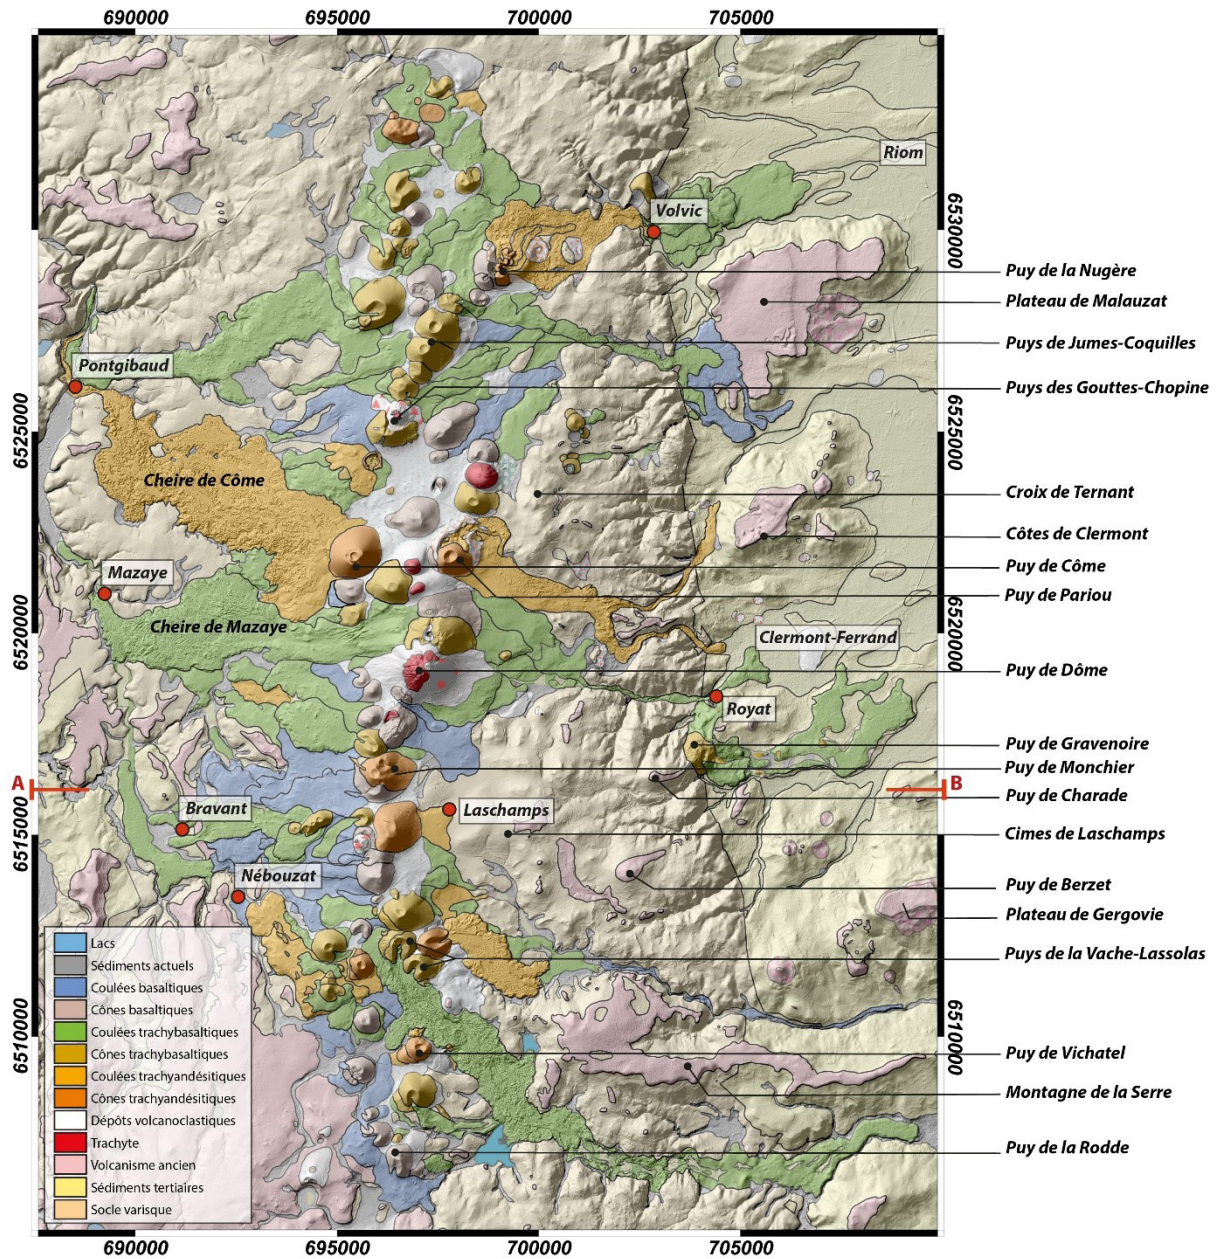 690000
695000
700000
705000
Riom
Volvic
6530000
Puy de la Nugère
Plateau de Malauzat
Puys de Jumes-Coquilles
Pontgibaud
Puys des Gouttes-Chopine
6525000
6525000
Cheire de Côme
Croix de Ternant
Côtes de Clermont
Puy de Côme
Mazaye
Puy de Pariou
Cheire de Mazaye
Clermont-Ferrand
6520000
6520000
Puy de Dôme
Royat
Puy de Gravenoire
Puy de Monchier
A
B
Puy de Charade
Bravant
Laschamps
Cimes de Laschamps
6515000
Nébouzat
Puy de Berzet
Plateau de Gergovie
Puys de la Vache-Lassolas
6510000
6510000
Puy de Vichatel
Montagne de la Serre
Puy de la Rodde
Lacs
Sédiments actuels
Coulées basaltiques
Cônes basaltiques
Coulées trachybasaltiques
Cônes trachybasaltiques
Coulées trachyandésitiques
Cônes trachyandésitiques
Dépôts volcanoclastiques
Trachyte
Volcanisme ancien
Sédiments tertiaires
Socle varisque
690000
695000
700000
705000